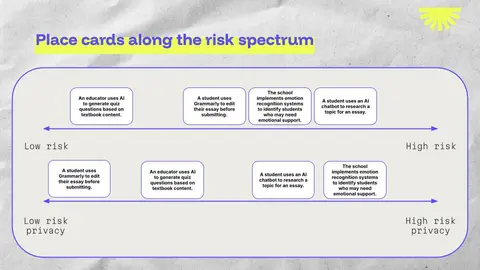 Place cards along the risk spectrum
An educator uses AI
to generate quiz
questions based on
textbook content.
A student uses
Grammarly to edit
their essay before
submitting.
The school
implements emotion
recognition systems
to identify students
who may need
emotional support.
A student uses an AI
chatbot to research a
topic for an essay.
Low risk
High risk
A student uses
Grammarly to edit
their essay before
submitting.
An educator uses AI
to generate quiz
questions based on
textbook content.
A student uses an AI
chatbot to research a
topic for an essay.
The school
implements emotion
recognition systems
to identify students
who may need
emotional support.
Low risk
privacy
High risk
privacy